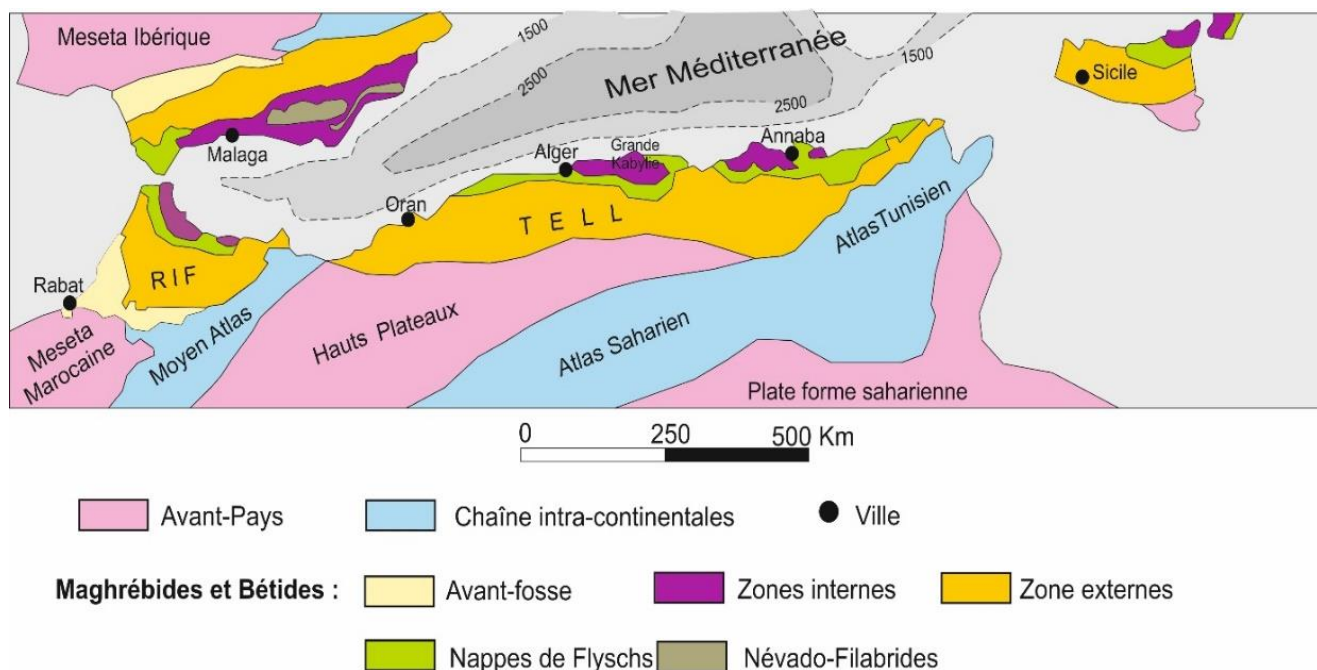 Meseta Ibérique
1500
2500
Mer Méditerranée
1500
2500
Sicile
Malaga
Alger
Grande
Kabylie
Annaba
Oran
TELL
Atlas Tunisien
RIF
Rabat
Meseta
Marocaine
Moyen Atlas
Hauts Plateaux
Atlas Saharien
Plate forme saharienne
0 250 500 Km
Avant-Pays Chaîne intra-continentales Ville
Maghrébides et Bétides : Avant-fosse Zones internes Zone externes
Nappes de Flyschs Névado-Filabrides